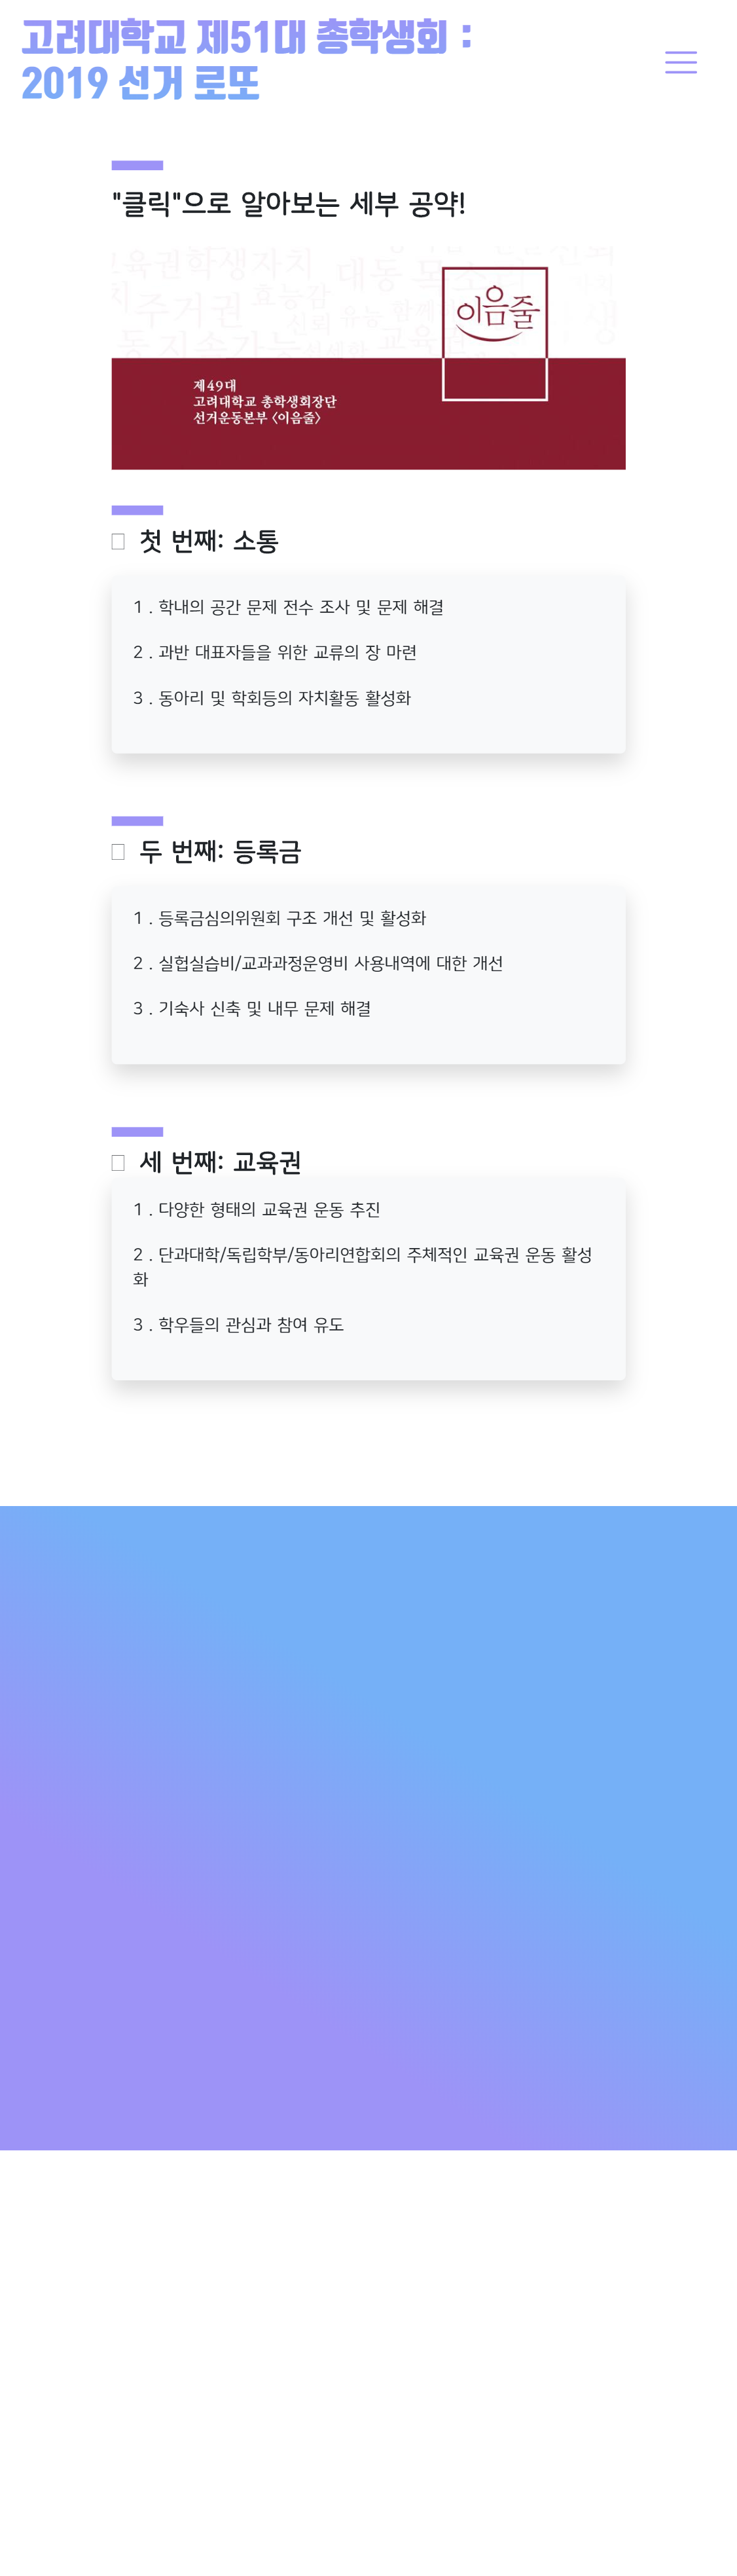 고려대학교 제51대 총학생회 :
2019 선거 로또
"클릭"으로 알아보는 세부 공약!
교육권학생자치
대동
주거권
효능감
신뢰
유능
함께
교육권
동지속가능
이음줄
제49대
고려대학교 총학생회장단
선거운동본부 〈이음줄〉
첫 번째: 소통
1 . 학내의 공간 문제 전수 조사 및 문제 해결
2 . 과반 대표자들을 위한 교류의 장 마련
3 . 동아리 및 학회등의 자치활동 활성화
두 번째: 등록금
1 . 등록금심의위원회 구조 개선 및 활성화
2 . 실헙실습비/교과과정운영비 사용내역에 대한 개선
3 . 기숙사 신축 및 내무 문제 해결
세 번째: 교육권
1 . 다양한 형태의 교육권 운동 추진
2 . 단과대학/독립학부/동아리연합회의 주체적인 교육권 운동 활성
화
3 . 학우들의 관심과 참여 유도